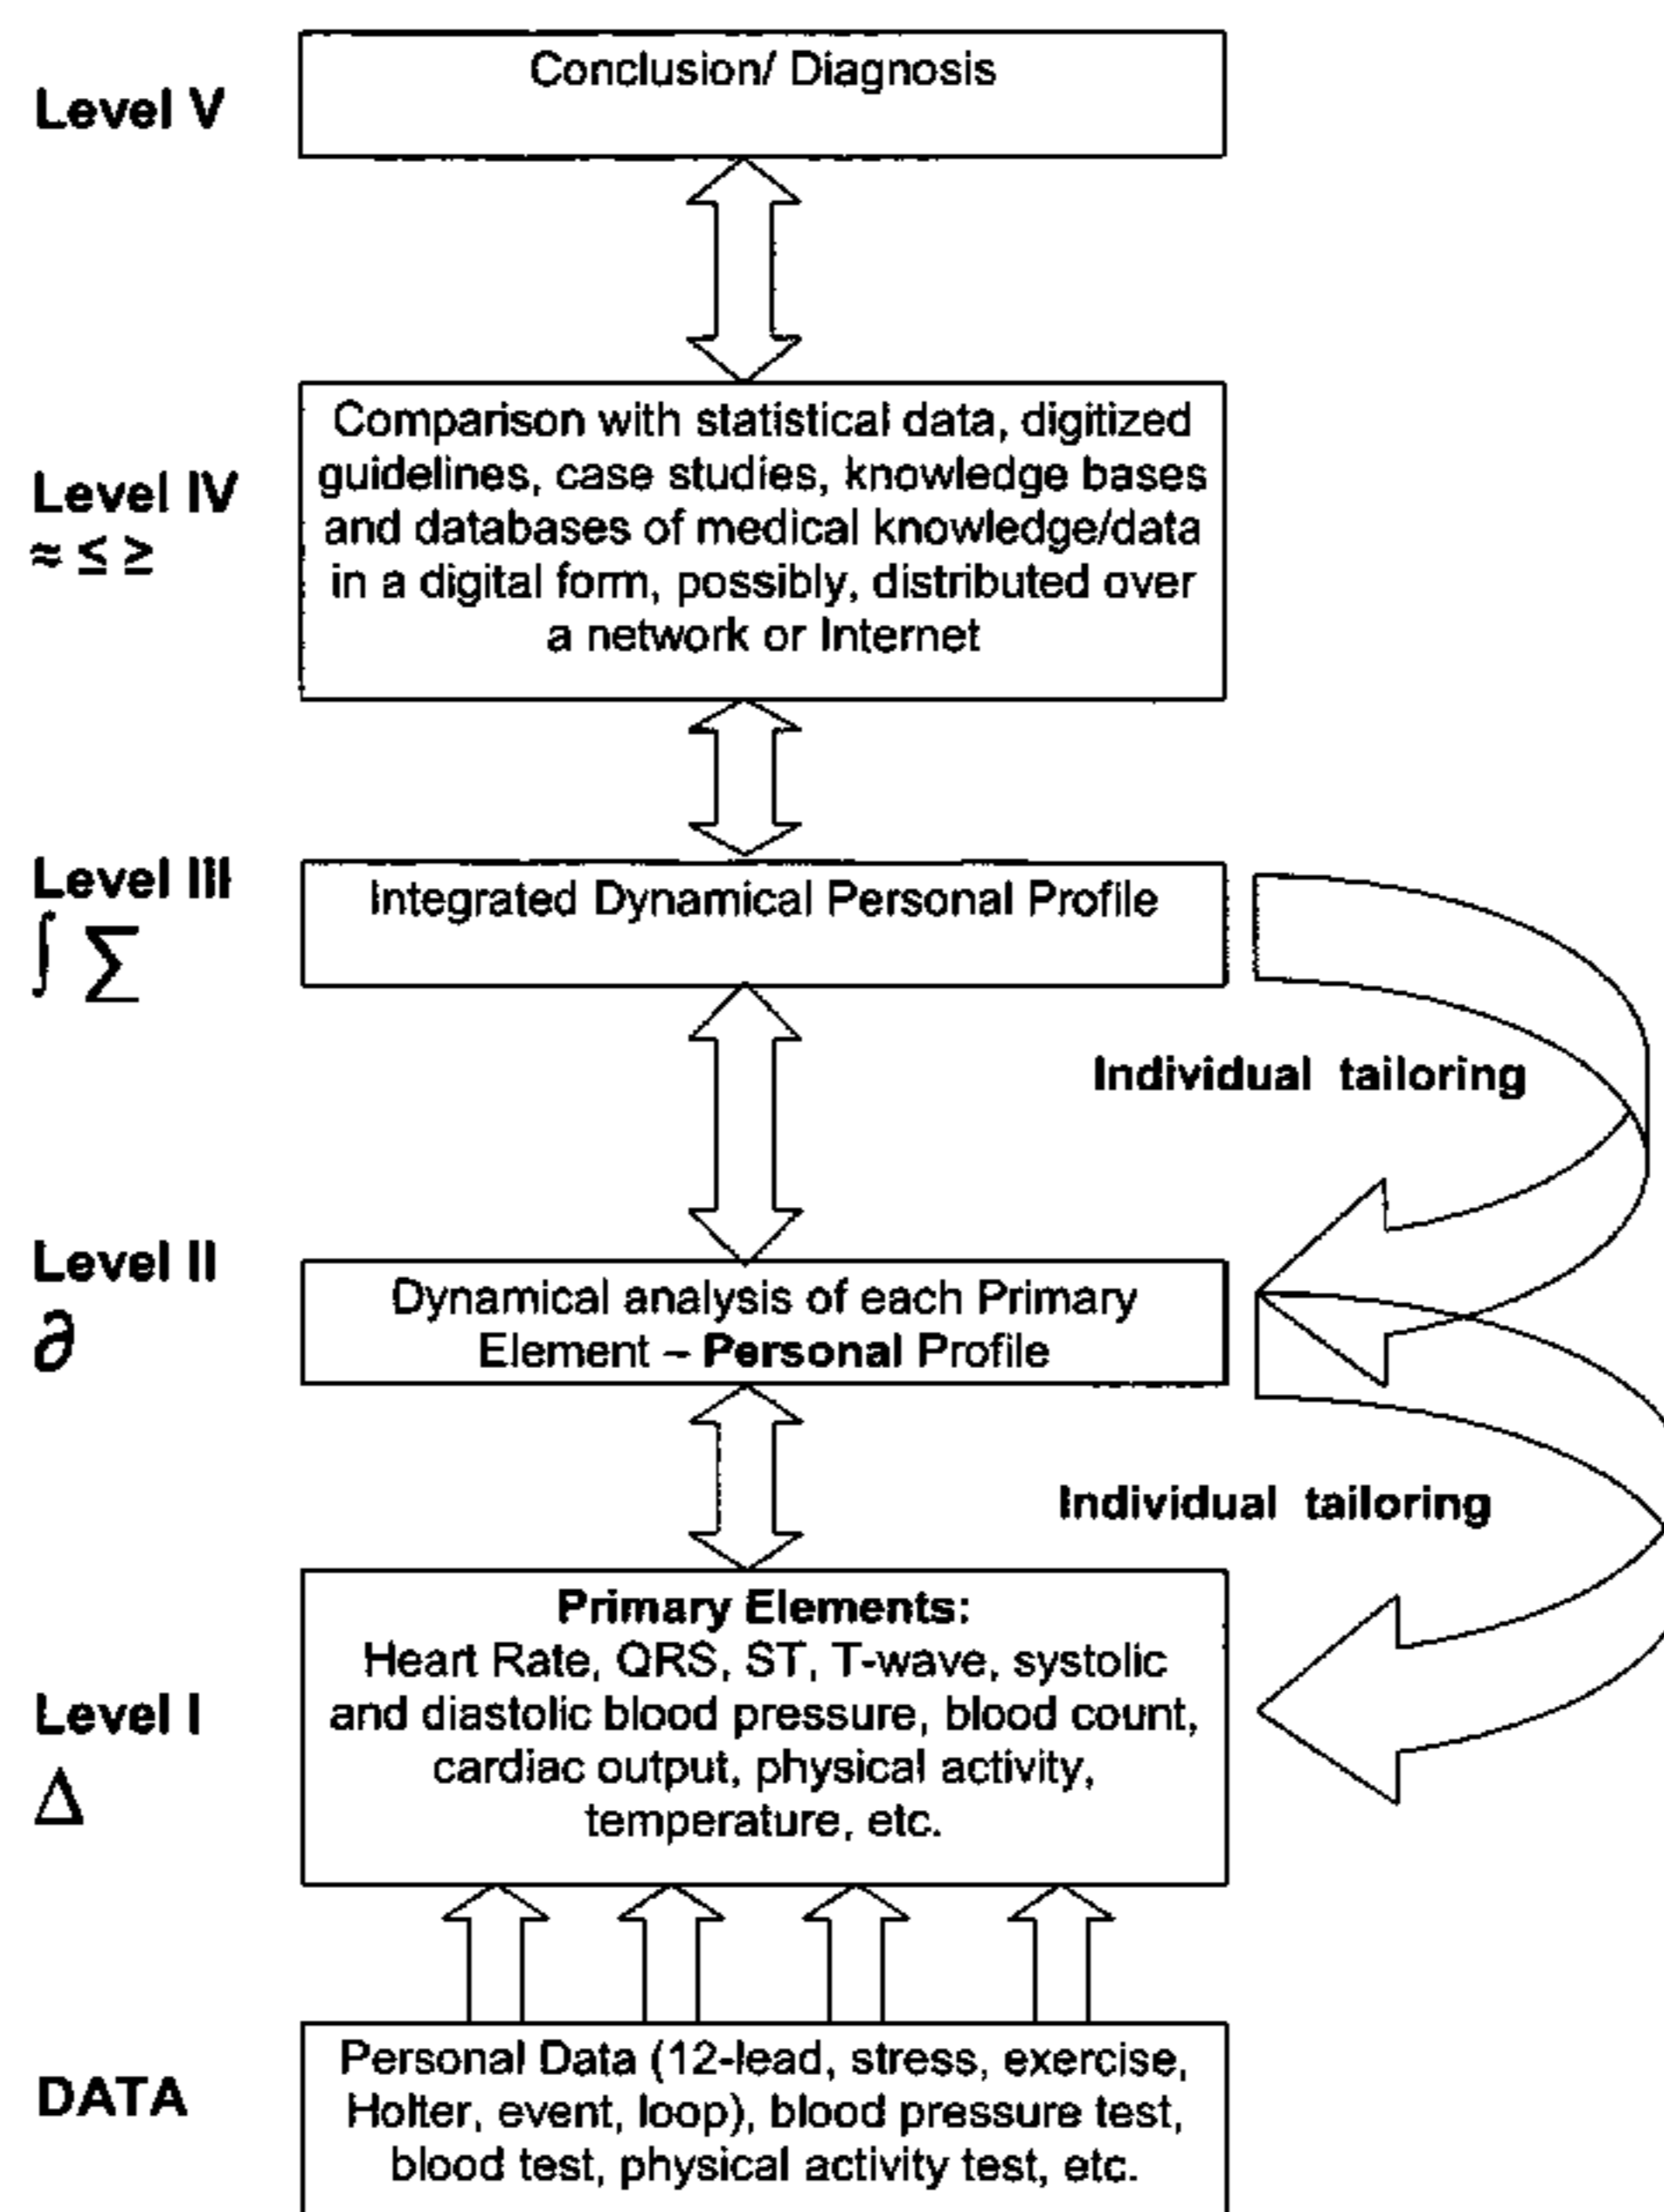 Conclusion/ Diagnosis
Level V
Comparison with statistical data, digitized
guidelines, case studies, knowledge bases
and databases of medical knowledge/data
in a digital form, possibly, distributed over
a network or Internet
Level IV
≈ ≤ ≥
Level III
∫ ∑
Integrated Dynamical Personal Profile
Individual tailoring
Level II
∂
Dynamical analysis of each Primary
Element – Personal Profile
Individual tailoring
Primary Elements:
Heart Rate, QRS, ST, T-wave, systolic
and diastolic blood pressure, blood count,
cardiac output, physical activity,
temperature, etc.
Level I
Δ
DATA
Personal Data (12-lead, stress, exercise,
Holter, event, loop), blood pressure test,
blood test, physical activity test, etc.